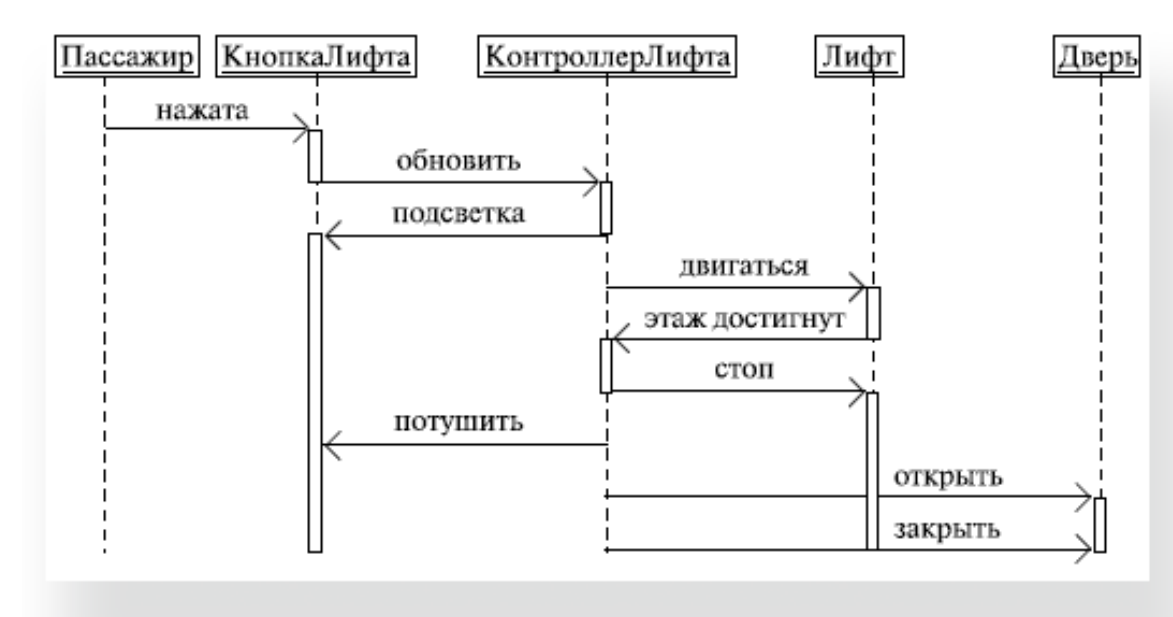 Пассажир КнопкаЛифта КонтроллерЛифта Лифт Дверь
нажата
обновить
подсветка
двигаться
этаж достигнут
стоп
потушить
открыть
закрыть